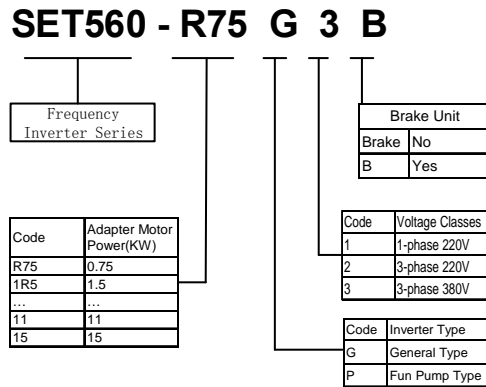 SET560 - R75 G 3 B
Frequency
Inverter Series
Brake Unit
Brake No
B Yes
Code Adapter Motor Power(KW)
R75 0.75
1R5 1.5
... ...
11 11
15 15
Code Voltage Classes
1 1-phase 220V
2 3-phase 220V
3 3-phase 380V
Code Inverter Type
G General Type
P Fun Pump Type